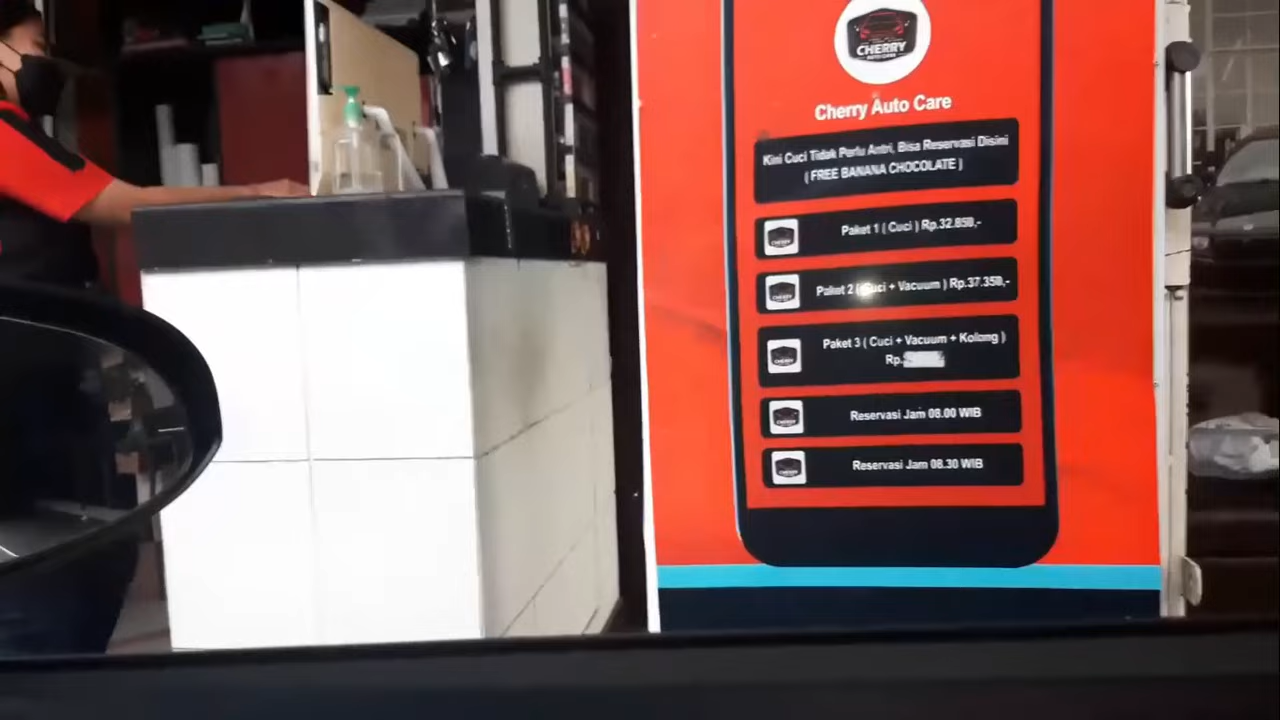 CHERRY
AUTO CARE
Cherry Auto Care
Kini Cuci Tidak Perlu Antri, Bisa Reservasi Disini
( FREE BANANA CHOCOLATE )
Paket 1 ( Cuci ) Rp.32.850,-
Paket 2 ( Cuci + Vacuum ) Rp.37.350,-
Paket 3 ( Cuci + Vacuum + Kolong )
Rp.
Reservasi Jam 08.00 WIB
Reservasi Jam 08.30 WIB